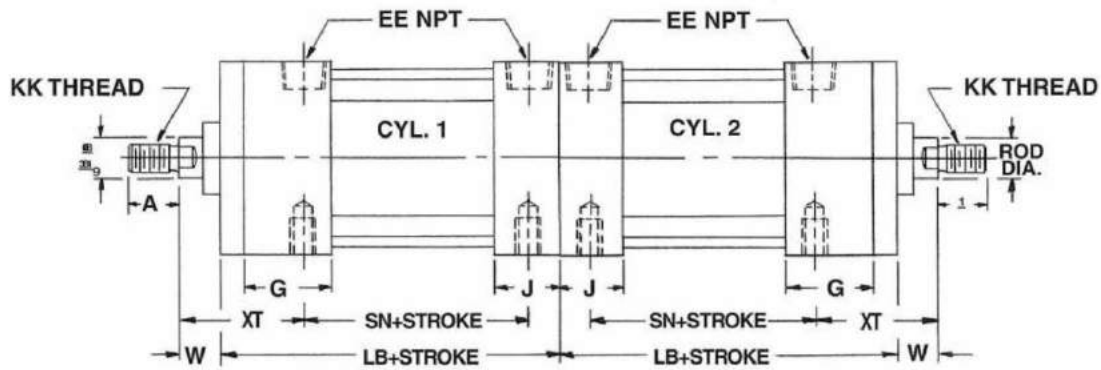 EE NPT
EE NPT
KK THREAD
KK THREAD
CYL. 1
CYL. 2
ROD
DIA.
A
1
G
J
J
G
XT
SN+STROKE
SN+STROKE
XT
W
LB+STROKE
LB+STROKE
W